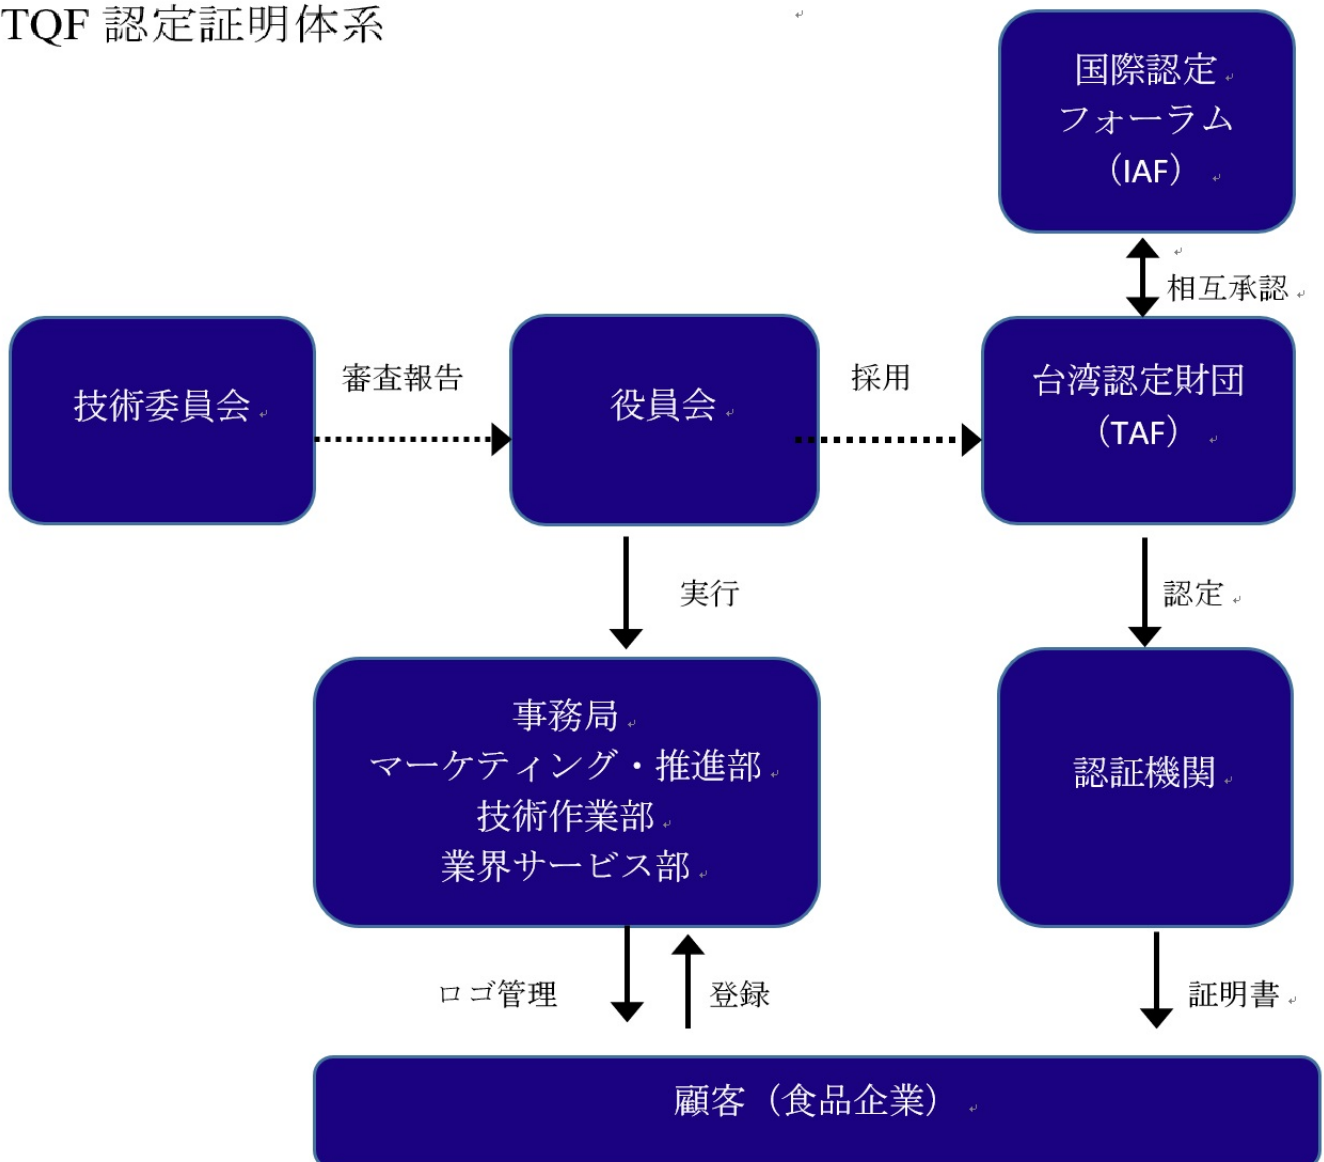 TQF 認定証明体系
国際認定
フォーラム
（IAF）
相互承認
技術委員会
審査報告
役員会
採用
台湾認定財団
（TAF）
実行
認定
事務局
マーケティング・推進部
技術作業部
業界サービス部
認証機関
ロゴ管理
登録
証明書
顧客（食品企業）